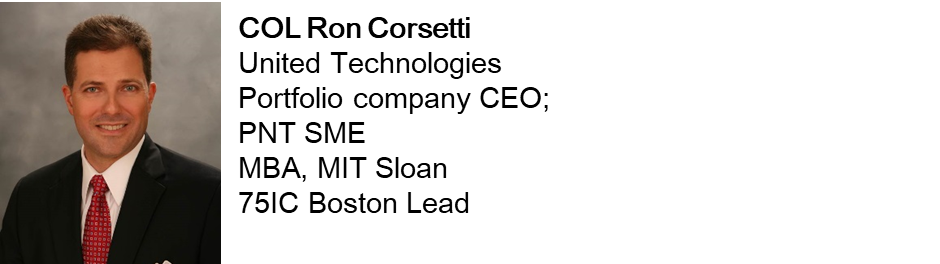 COL Ron Corsetti
United Technologies
Portfolio company CEO;
PNT SME
MBA, MIT Sloan
75IC Boston Lead